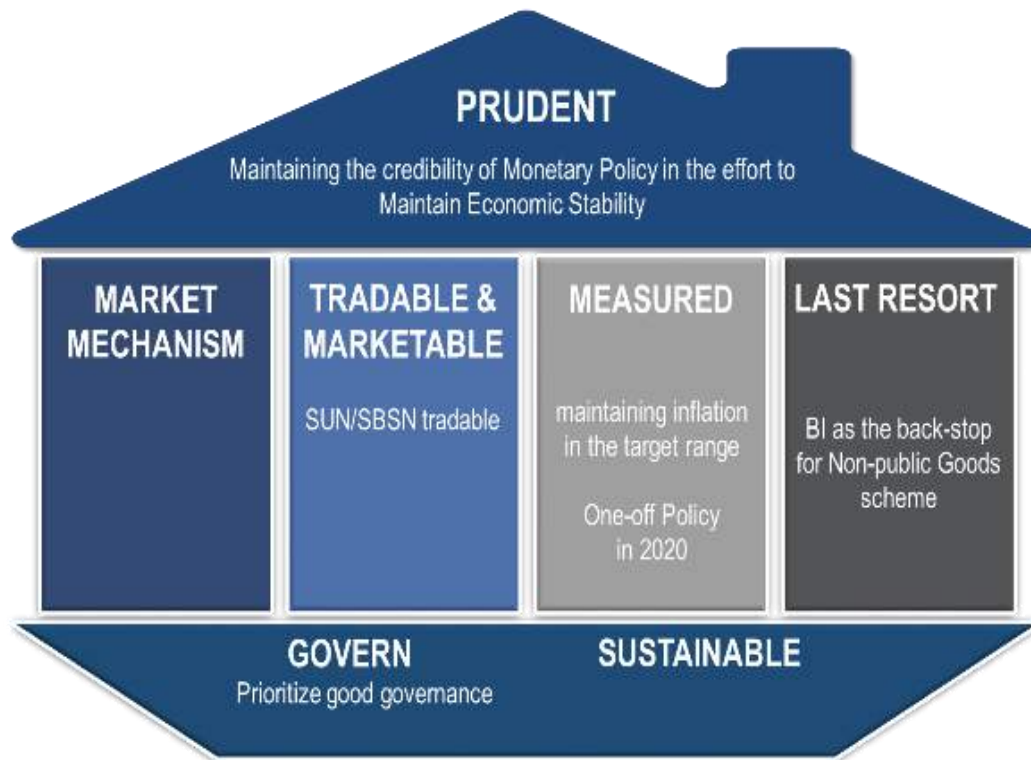 PRUDENT
Maintaining the credibility of Monetary Policy in the effort to
Maintain Economic Stability
MARKET
MECHANISM
TRADABLE &
MARKETABLE
SUN/SBSN tradable
MEASURED
maintaining inflation
in the target range
One-off Policy
in 2020
LAST RESORT
BI as the back-stop
for Non-public Goods
scheme
GOVERN
Prioritize good governance
SUSTAINABLE